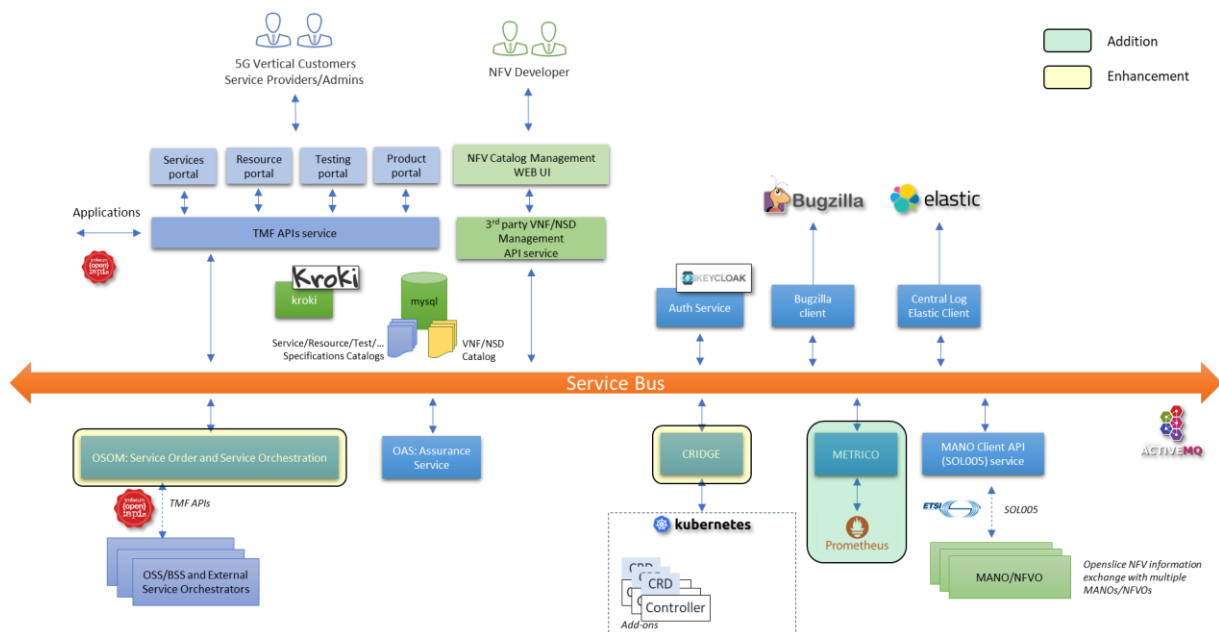 5G Vertical Customers
Service Providers/Admins
NFV Developer
Addition
Enhancement
Services
portal
Resource
portal
Testing
portal
Product
portal
NFV Catalog Management
WEB UI
Applications
TMF APIs service
3rd party VNF/NSD
Management
API service
Bugzilla
elastic
{open}
Kroki
kroki
mysql
KEYCLOAK
Auth Service
Bugzilla
client
Central Log
Elastic Client
Service/Resource/Test/...
Specifications Catalogs
VNF/NSD
Catalog
Service Bus
OSOM: Service Order and Service Orchestration
OAS: Assurance
Service
CRIDGE
METRICO
MANO Client API
(SOL005) service
ACTIVEMQ
{open}
TMF APIs
kubernetes
Prometheus
ETSI
SOL005
OSS/BSS and External
Service Orchestrators
CRD
CRD
Controller
Add-ons
MANO/NFVO
Openslice NFV information
exchange with multiple
MANOs/NFVOs